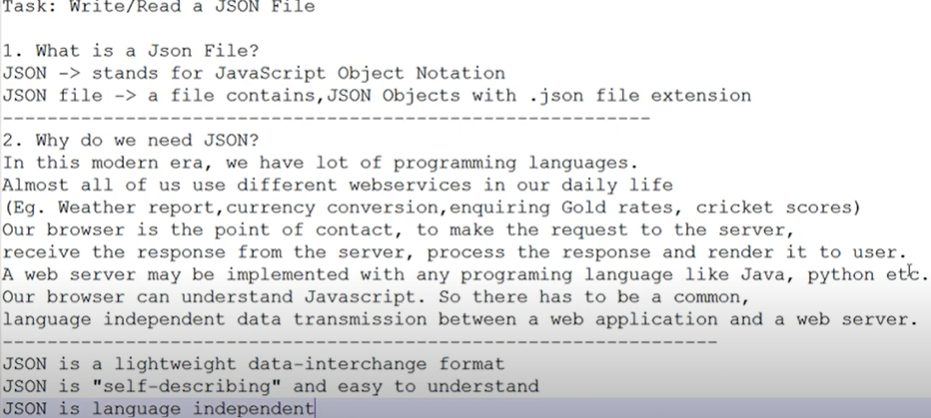 Task: Write/Read a JSON File
1. What is a Json File?
JSON -> stands for JavaScript Object Notation
JSON file -> a file contains,JSON Objects with .json file extension
----------------------------------------------------------
2. Why do we need JSON?
In this modern era, we have lot of programming languages.
Almost all of us use different webservices in our daily life
(Eg. Weather report,currency conversion,enquiring Gold rates, cricket scores)
Our browser is the point of contact, to make the request to the server,
receive the response from the server, process the response and render it to user.
A web server may be implemented with any programing language like Java, python etc.
Our browser can understand Javascript. So there has to be a common,
language independent data transmission between a web application and a web server.
----------------------------------------------------------------
JSON is a lightweight data-interchange format
JSON is "self-describing" and easy to understand
JSON is language independent